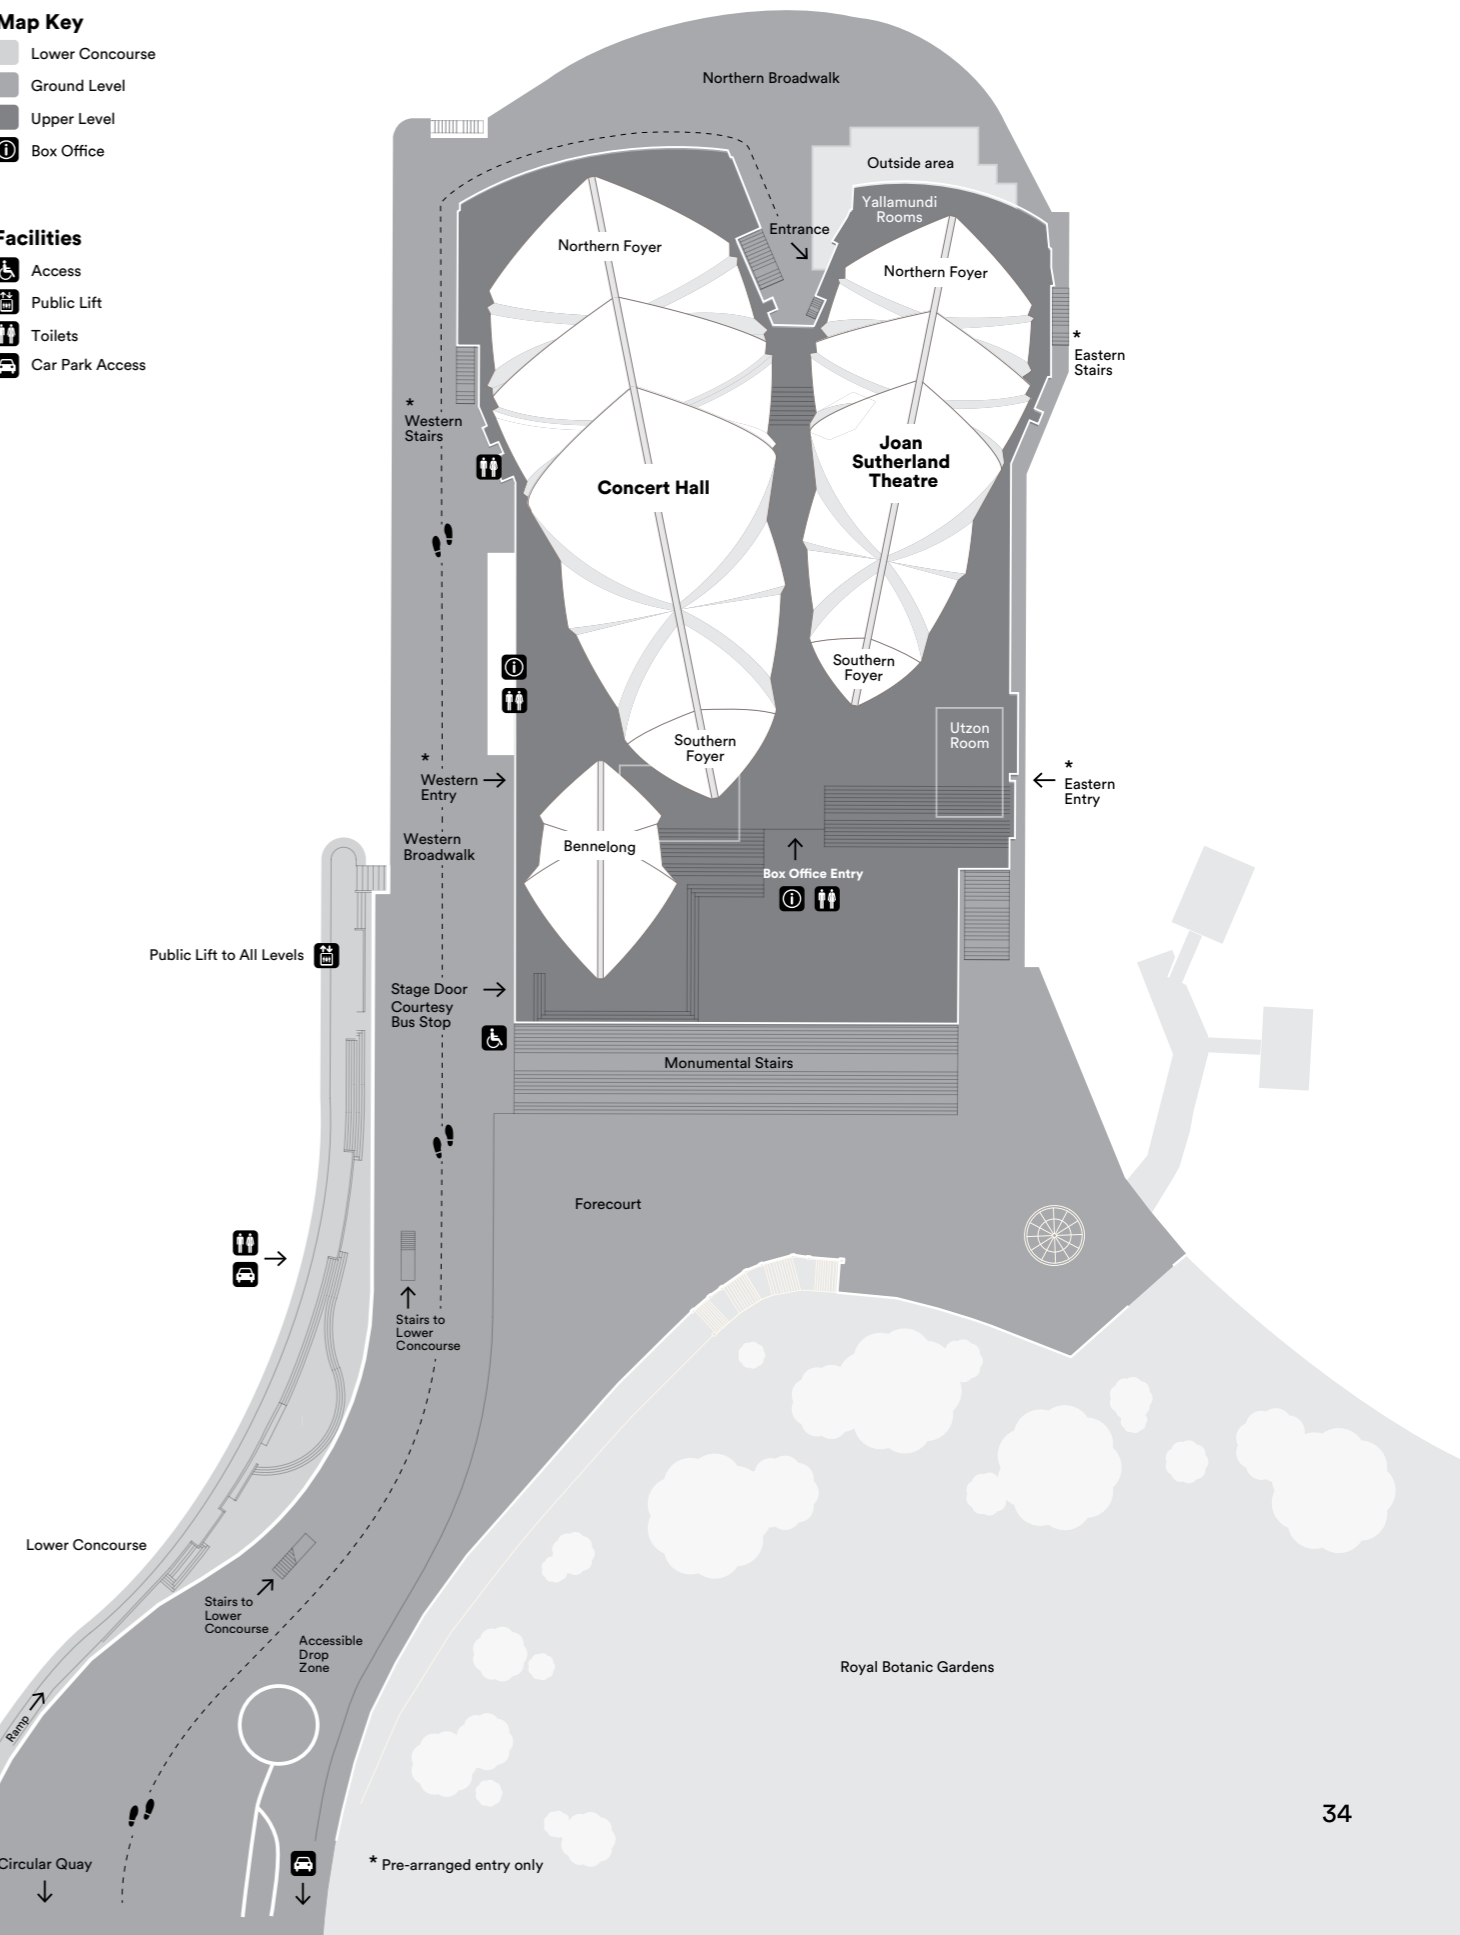 Map Key
Lower Concourse
Ground Level
Upper Level
Box Office
Facilities
Access
Public Lift
Toilets
Car Park Access
Northern Broadwalk
Outside area
Yallamundi
Rooms
Entrance
Northern Foyer
Northern Foyer
*
Eastern
Stairs
*
Western
Stairs
Concert Hall
Joan
Sutherland
Theatre
Southern
Foyer
Southern
Foyer
Utzon
Room
*
Western
Entry
*
Eastern
Entry
Western
Broadwalk
Bennelong
Box Office Entry
Public Lift to All Levels
Stage Door
Courtesy
Bus Stop
Monumental Stairs
Forecourt
Stairs to
Lower
Concourse
Lower Concourse
Stairs to
Lower
Concourse
Accessible
Drop
Zone
Ramp
Royal Botanic Gardens
34
Circular Quay
* Pre-arranged entry only